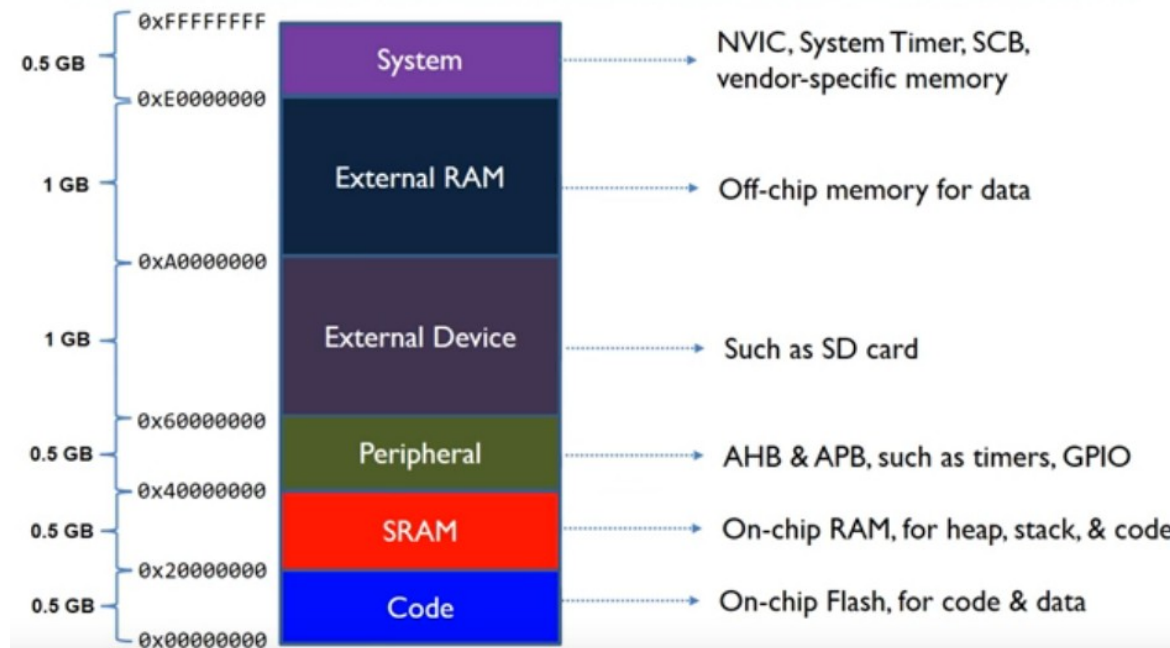 0xFFFFFFFF
0.5 GB
System
NVIC, System Timer, SCB,
vendor-specific memory
0xE0000000
1 GB
External RAM
Off-chip memory for data
0xA0000000
1 GB
External Device
Such as SD card
0x60000000
0.5 GB
Peripheral
AHB & APB, such as timers, GPIO
0x40000000
0.5 GB
SRAM
On-chip RAM, for heap, stack, & code
0x20000000
0.5 GB
Code
On-chip Flash, for code & data
0x00000000